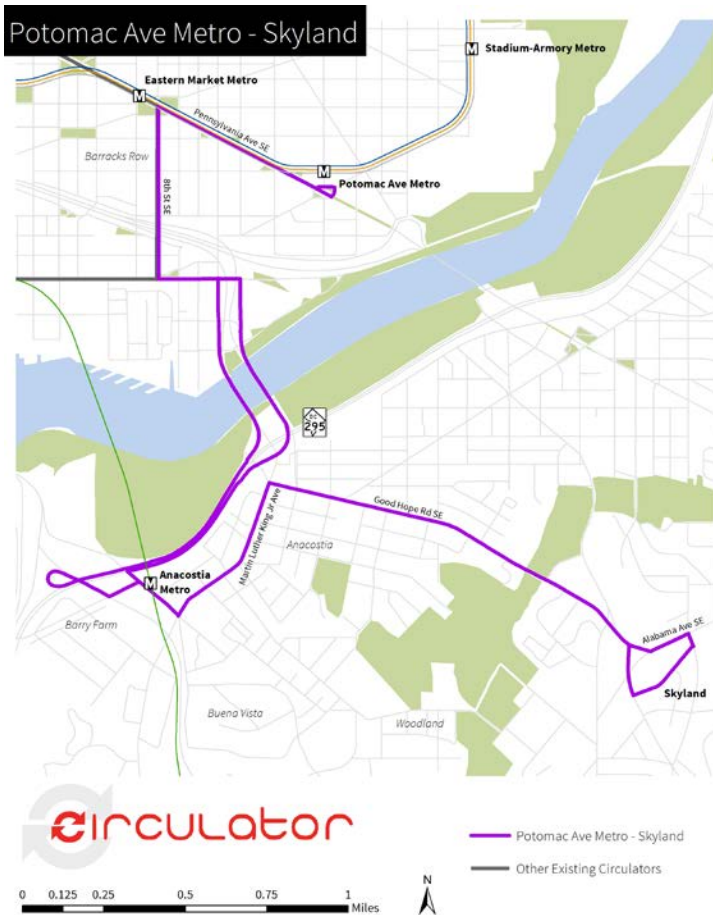 Potomac Ave Metro - Skyland
M
Stadium-Armory Metro
Eastern Market Metro
M
Pennsylvania Ave SE
Barracks Row
M
Potomac Ave Metro
8th St SE
DC
295
Good Hope Rd SE
Martin Luther King Jr Ave
Anacostia
M
Anacostia
Metro
Barry Farm
Alabama Ave SE
Skyland
Buena Vista
Woodland
circulator
Potomac Ave Metro - Skyland
Other Existing Circulators
N
0 0.125 0.25 0.5 0.75 1
Miles